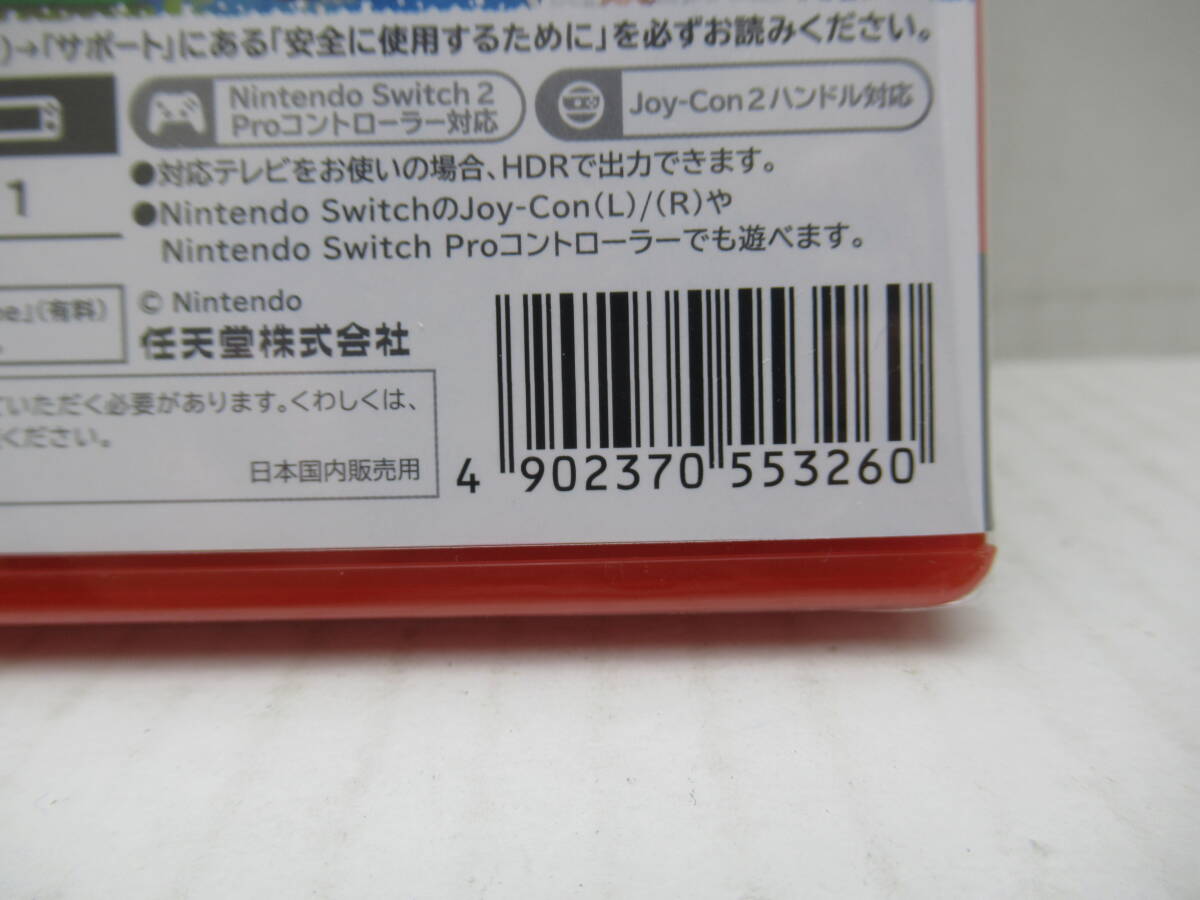 )→「サポート」にある「安全に使用するために」を必ずお読みください。
Nintendo Switch 2
Proコントローラー対応
Joy-Con 2ハンドル対応
●対応テレビをお使いの場合、HDRで出力できます。
1
●Nintendo SwitchのJoy-Con(L)/(R)や
Nintendo Switch Proコントローラーでも遊べます。
」(有料)
© Nintendo
任天堂株式会社
いただく必要があります。くわしくは、
ください。
日本国内販売用
4 902370 553260